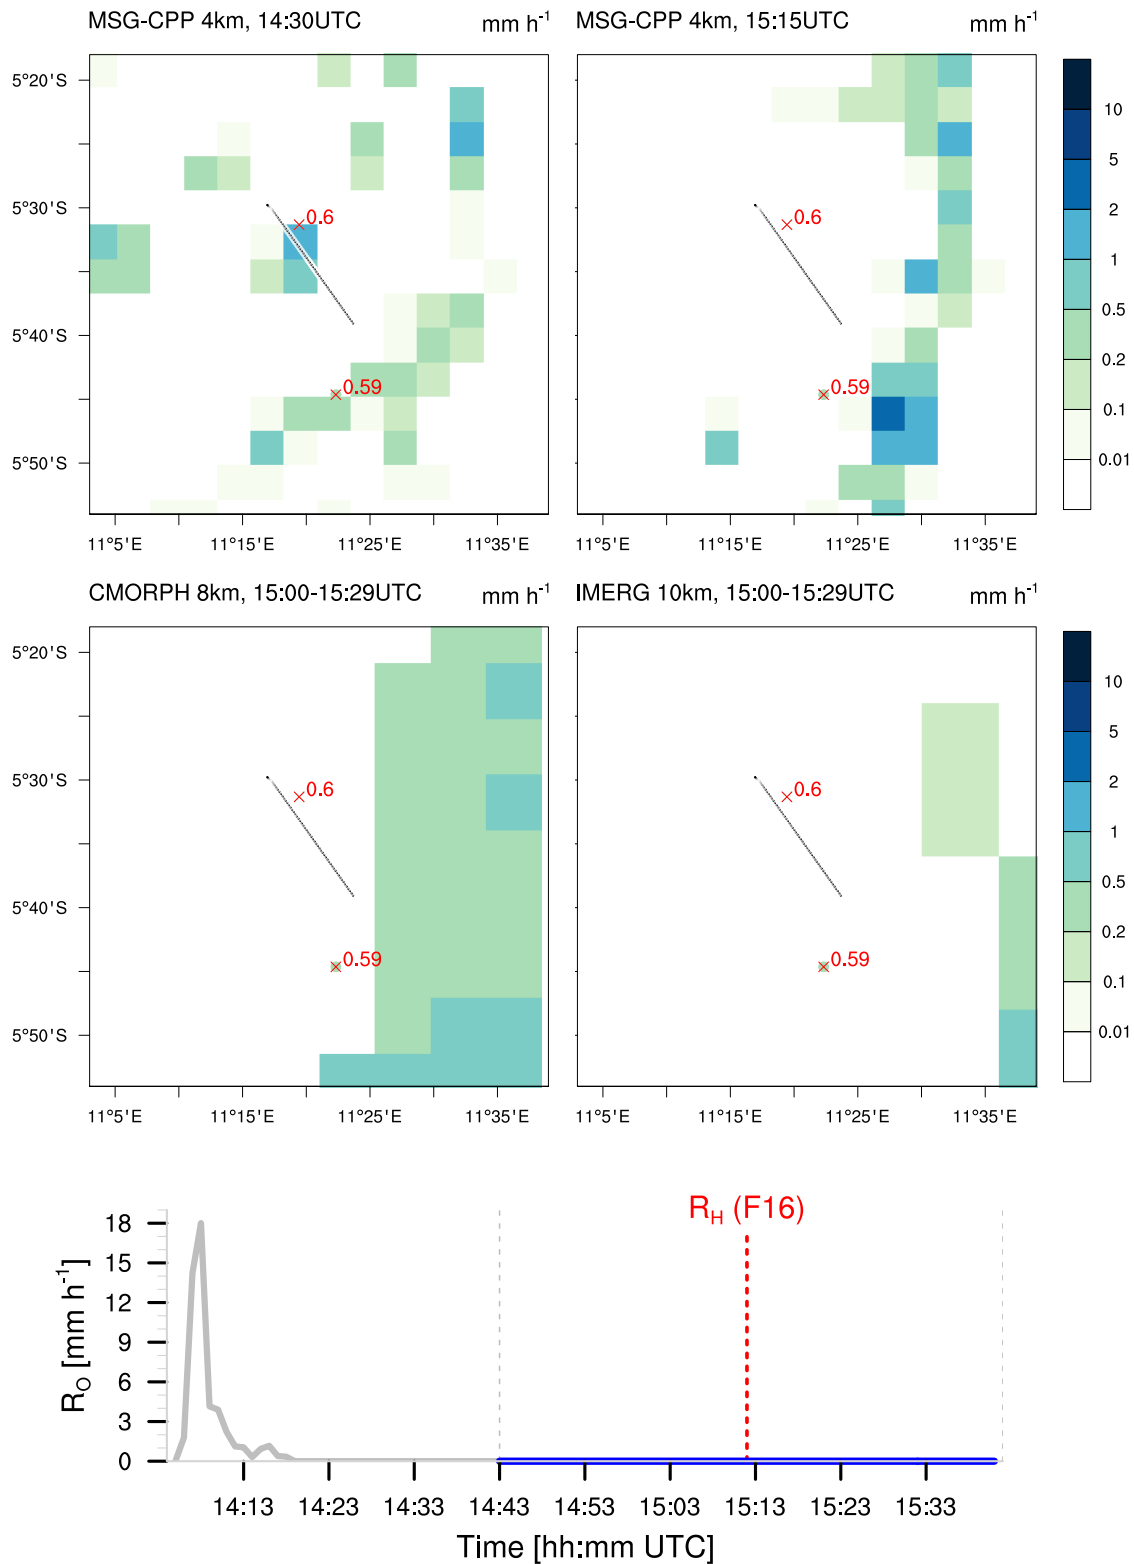 MSG-CPP 4km, 14:30UTC mm h⁻¹
MSG-CPP 4km, 15:15UTC mm h⁻¹
5°20'S
5°30'S
5°40'S
5°50'S
0.6
0.59
0.6
0.59
10
5
2
1
0.5
0.2
0.1
0.01
11°5'E 11°15'E 11°25'E 11°35'E
11°5'E 11°15'E 11°25'E 11°35'E
CMORPH 8km, 15:00-15:29UTC mm h⁻¹
IMERG 10km, 15:00-15:29UTC mm h⁻¹
5°20'S
5°30'S
5°40'S
5°50'S
0.6
0.59
0.6
0.59
10
5
2
1
0.5
0.2
0.1
0.01
11°5'E 11°15'E 11°25'E 11°35'E
11°5'E 11°15'E 11°25'E 11°35'E
R_H (F16)
R_O [mm h⁻¹]
18
15
12
9
6
3
0
14:13 14:23 14:33 14:43 14:53 15:03 15:13 15:23 15:33
Time [hh:mm UTC]